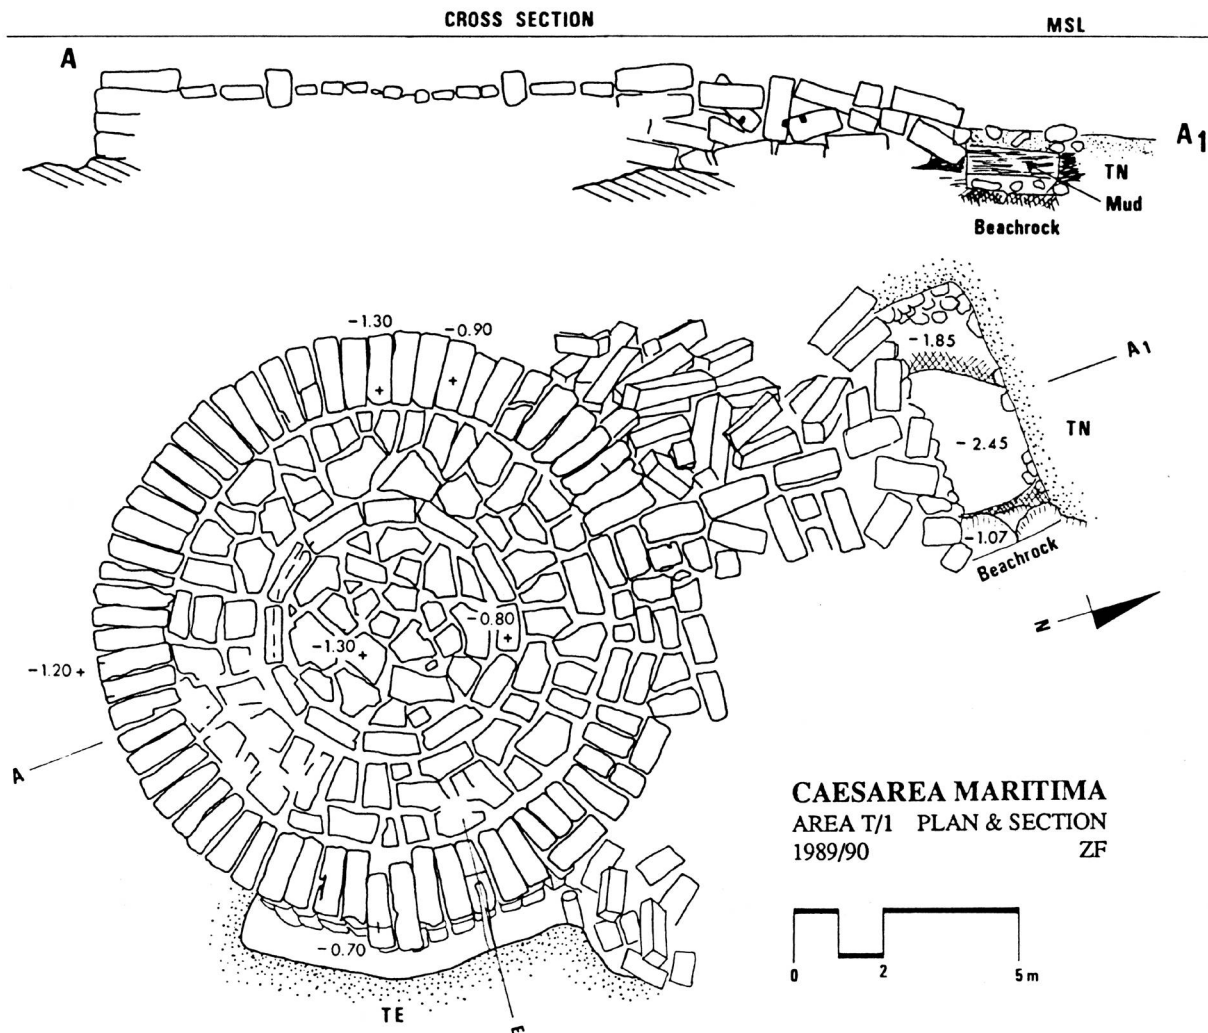 CROSS SECTION
MSL
A
A1
TN
Mud
Beachrock
-1.30
-0.90
-1.85
A1
TN
-2.45
-1.07
Beachrock
-0.80
-1.30
N
-1.20
A
CAESAREA MARITIMA
AREA T/1 PLAN & SECTION
1989/90 ZF
-0.70
0 2 5m
TE
E